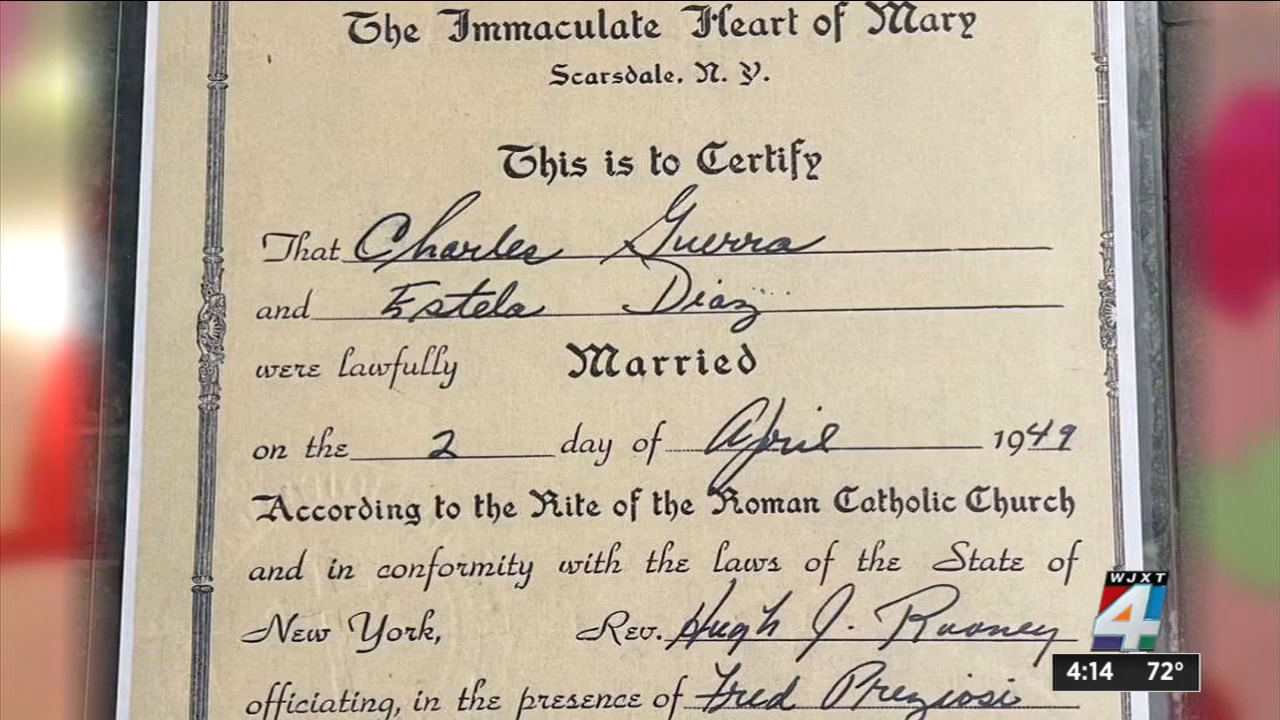 The Immaculate Heart of Mary
Scarsdale, N. Y.
This is to Certify
That Charles Guerra
and Estela Diaz
were lawfully Married
on the 2 day of April 1949
According to the Rite of the Roman Catholic Church
and in conformity with the laws of the State of
New York, Rev. Hugh J. Rooney
officiating, in the presence of Fred Preziosi
WJXT
4
4:14 72°